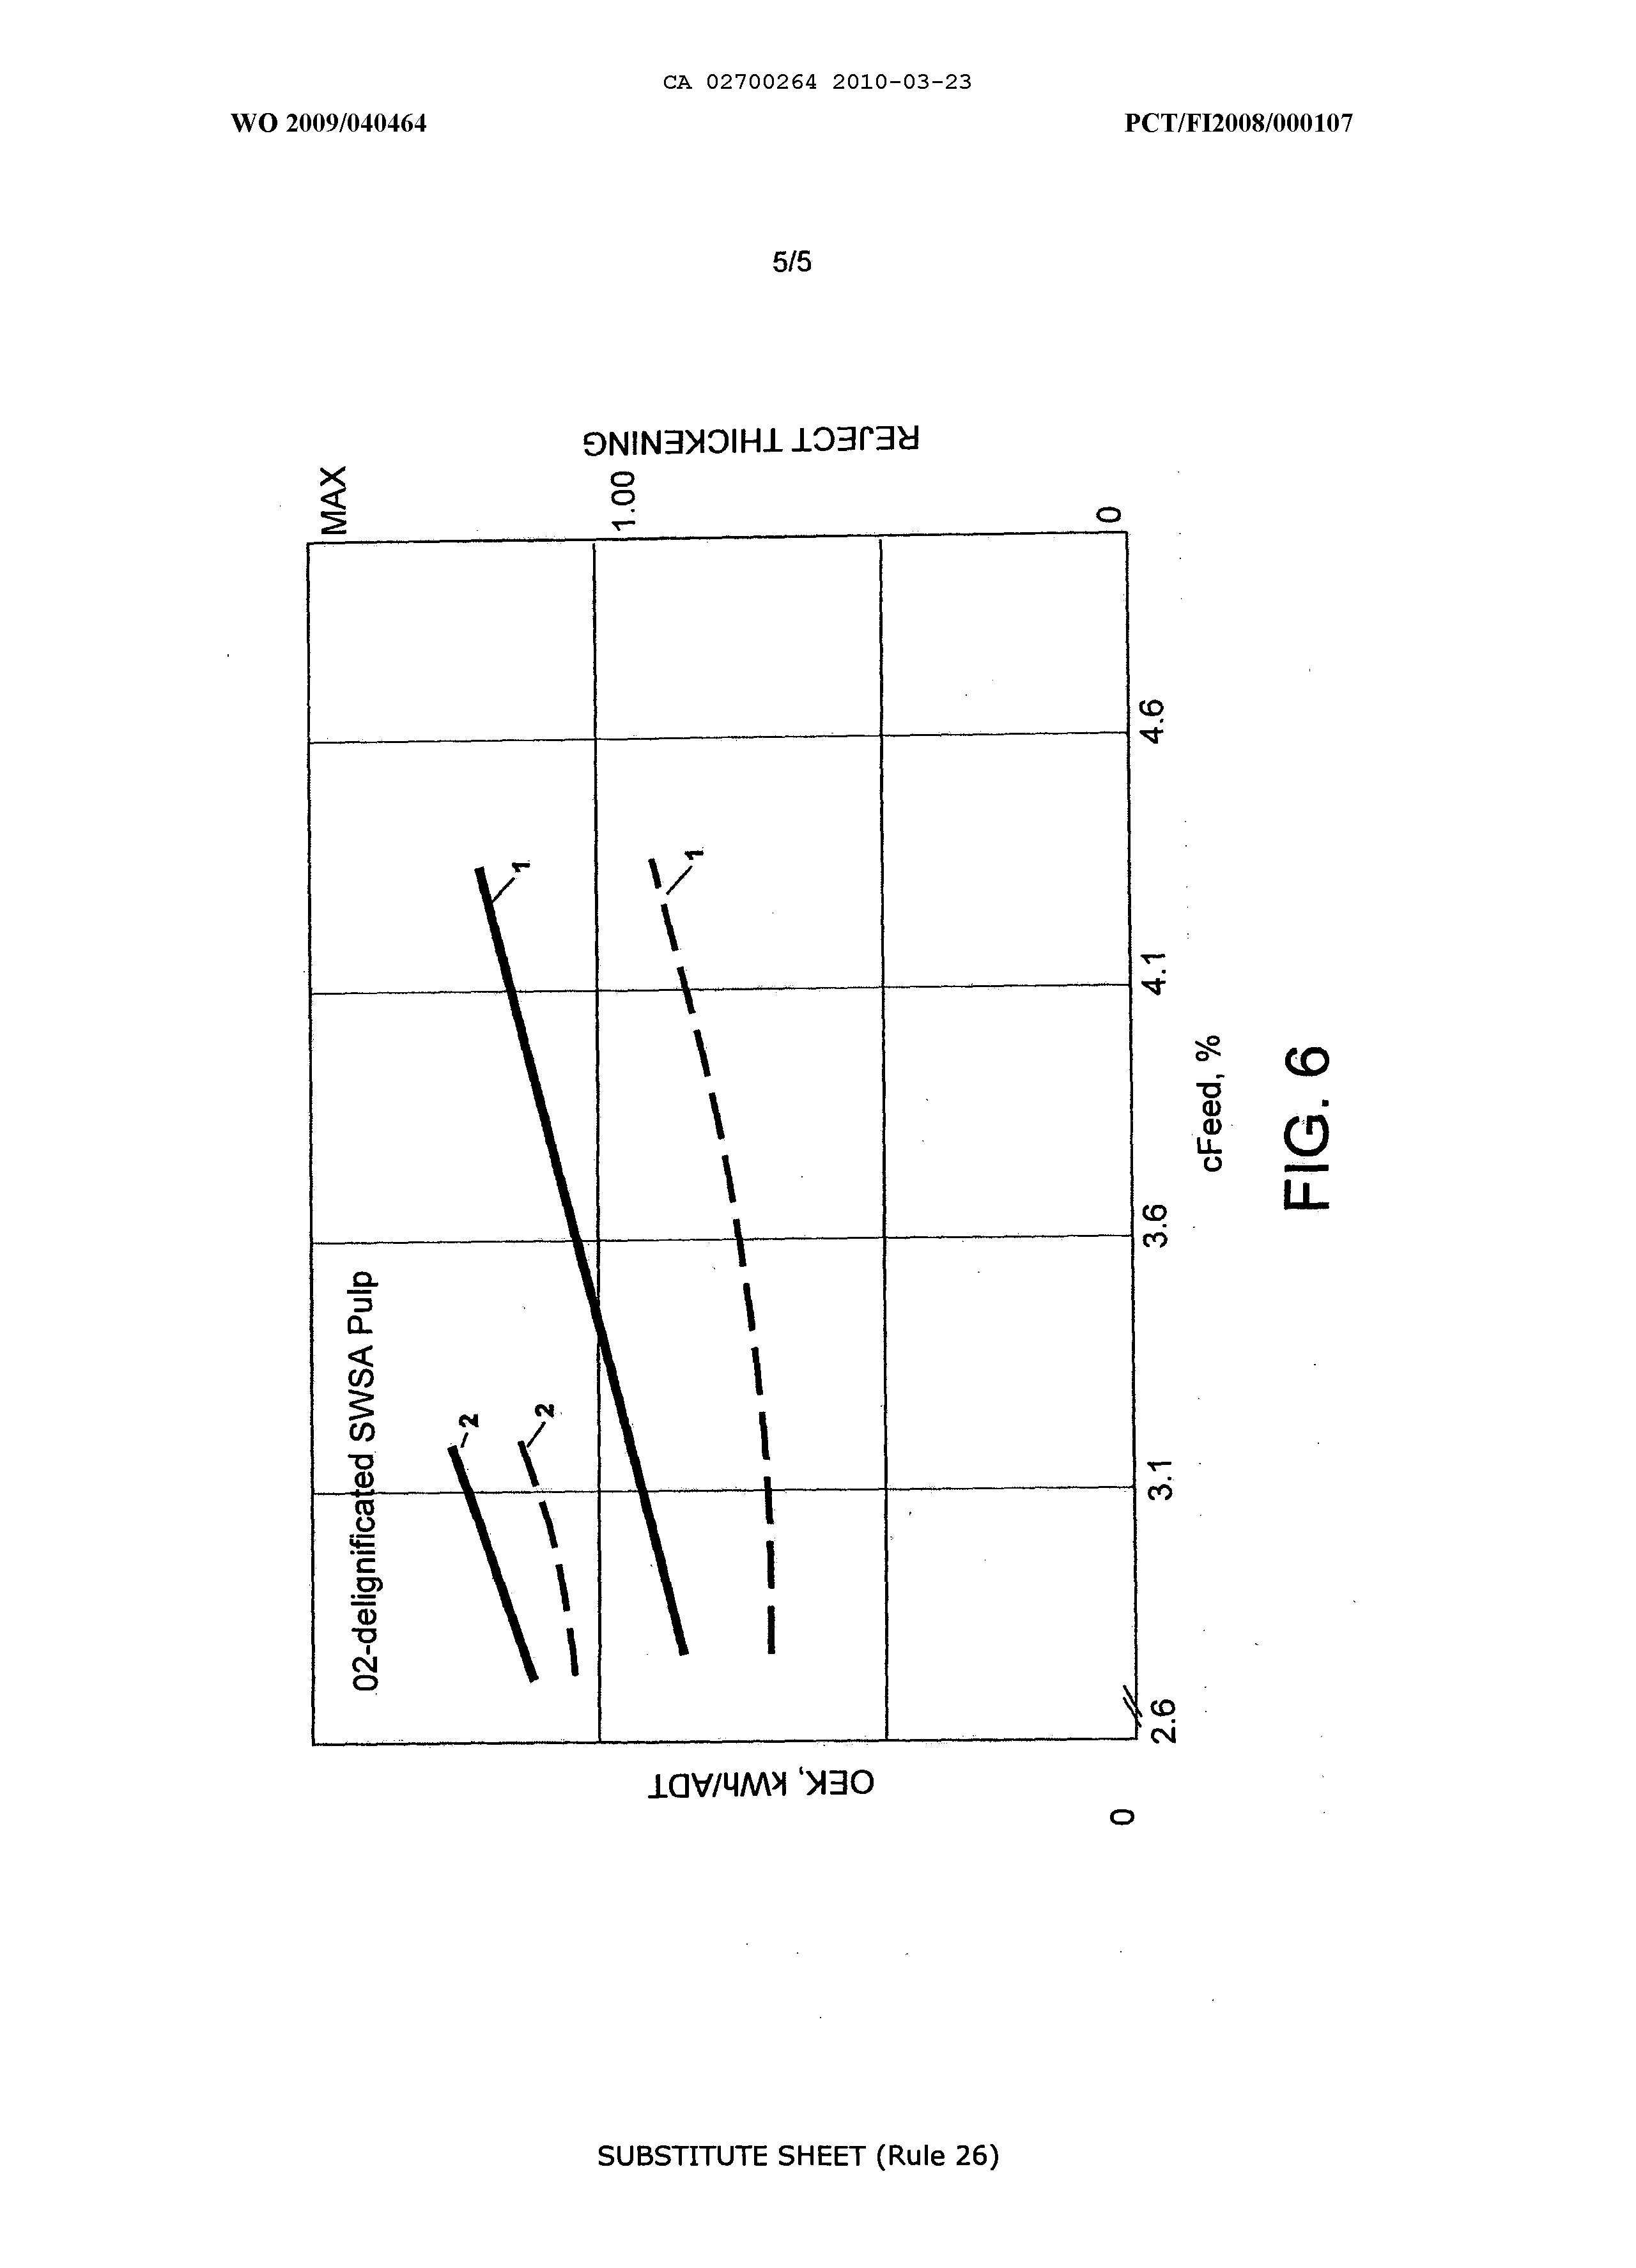 CA 02700264 2010-03-23
WO 2009/040464
PCT/FI2008/000107
5/5
REJECT THICKENING
MAX
1.00
0
02-delignificated SWSA Pulp
2
2
1
1
OEK, kWh/ADT
0
2.6
3.1
3.6
4.1
4.6
cFeed, %
FIG. 6
SUBSTITUTE SHEET (Rule 26)